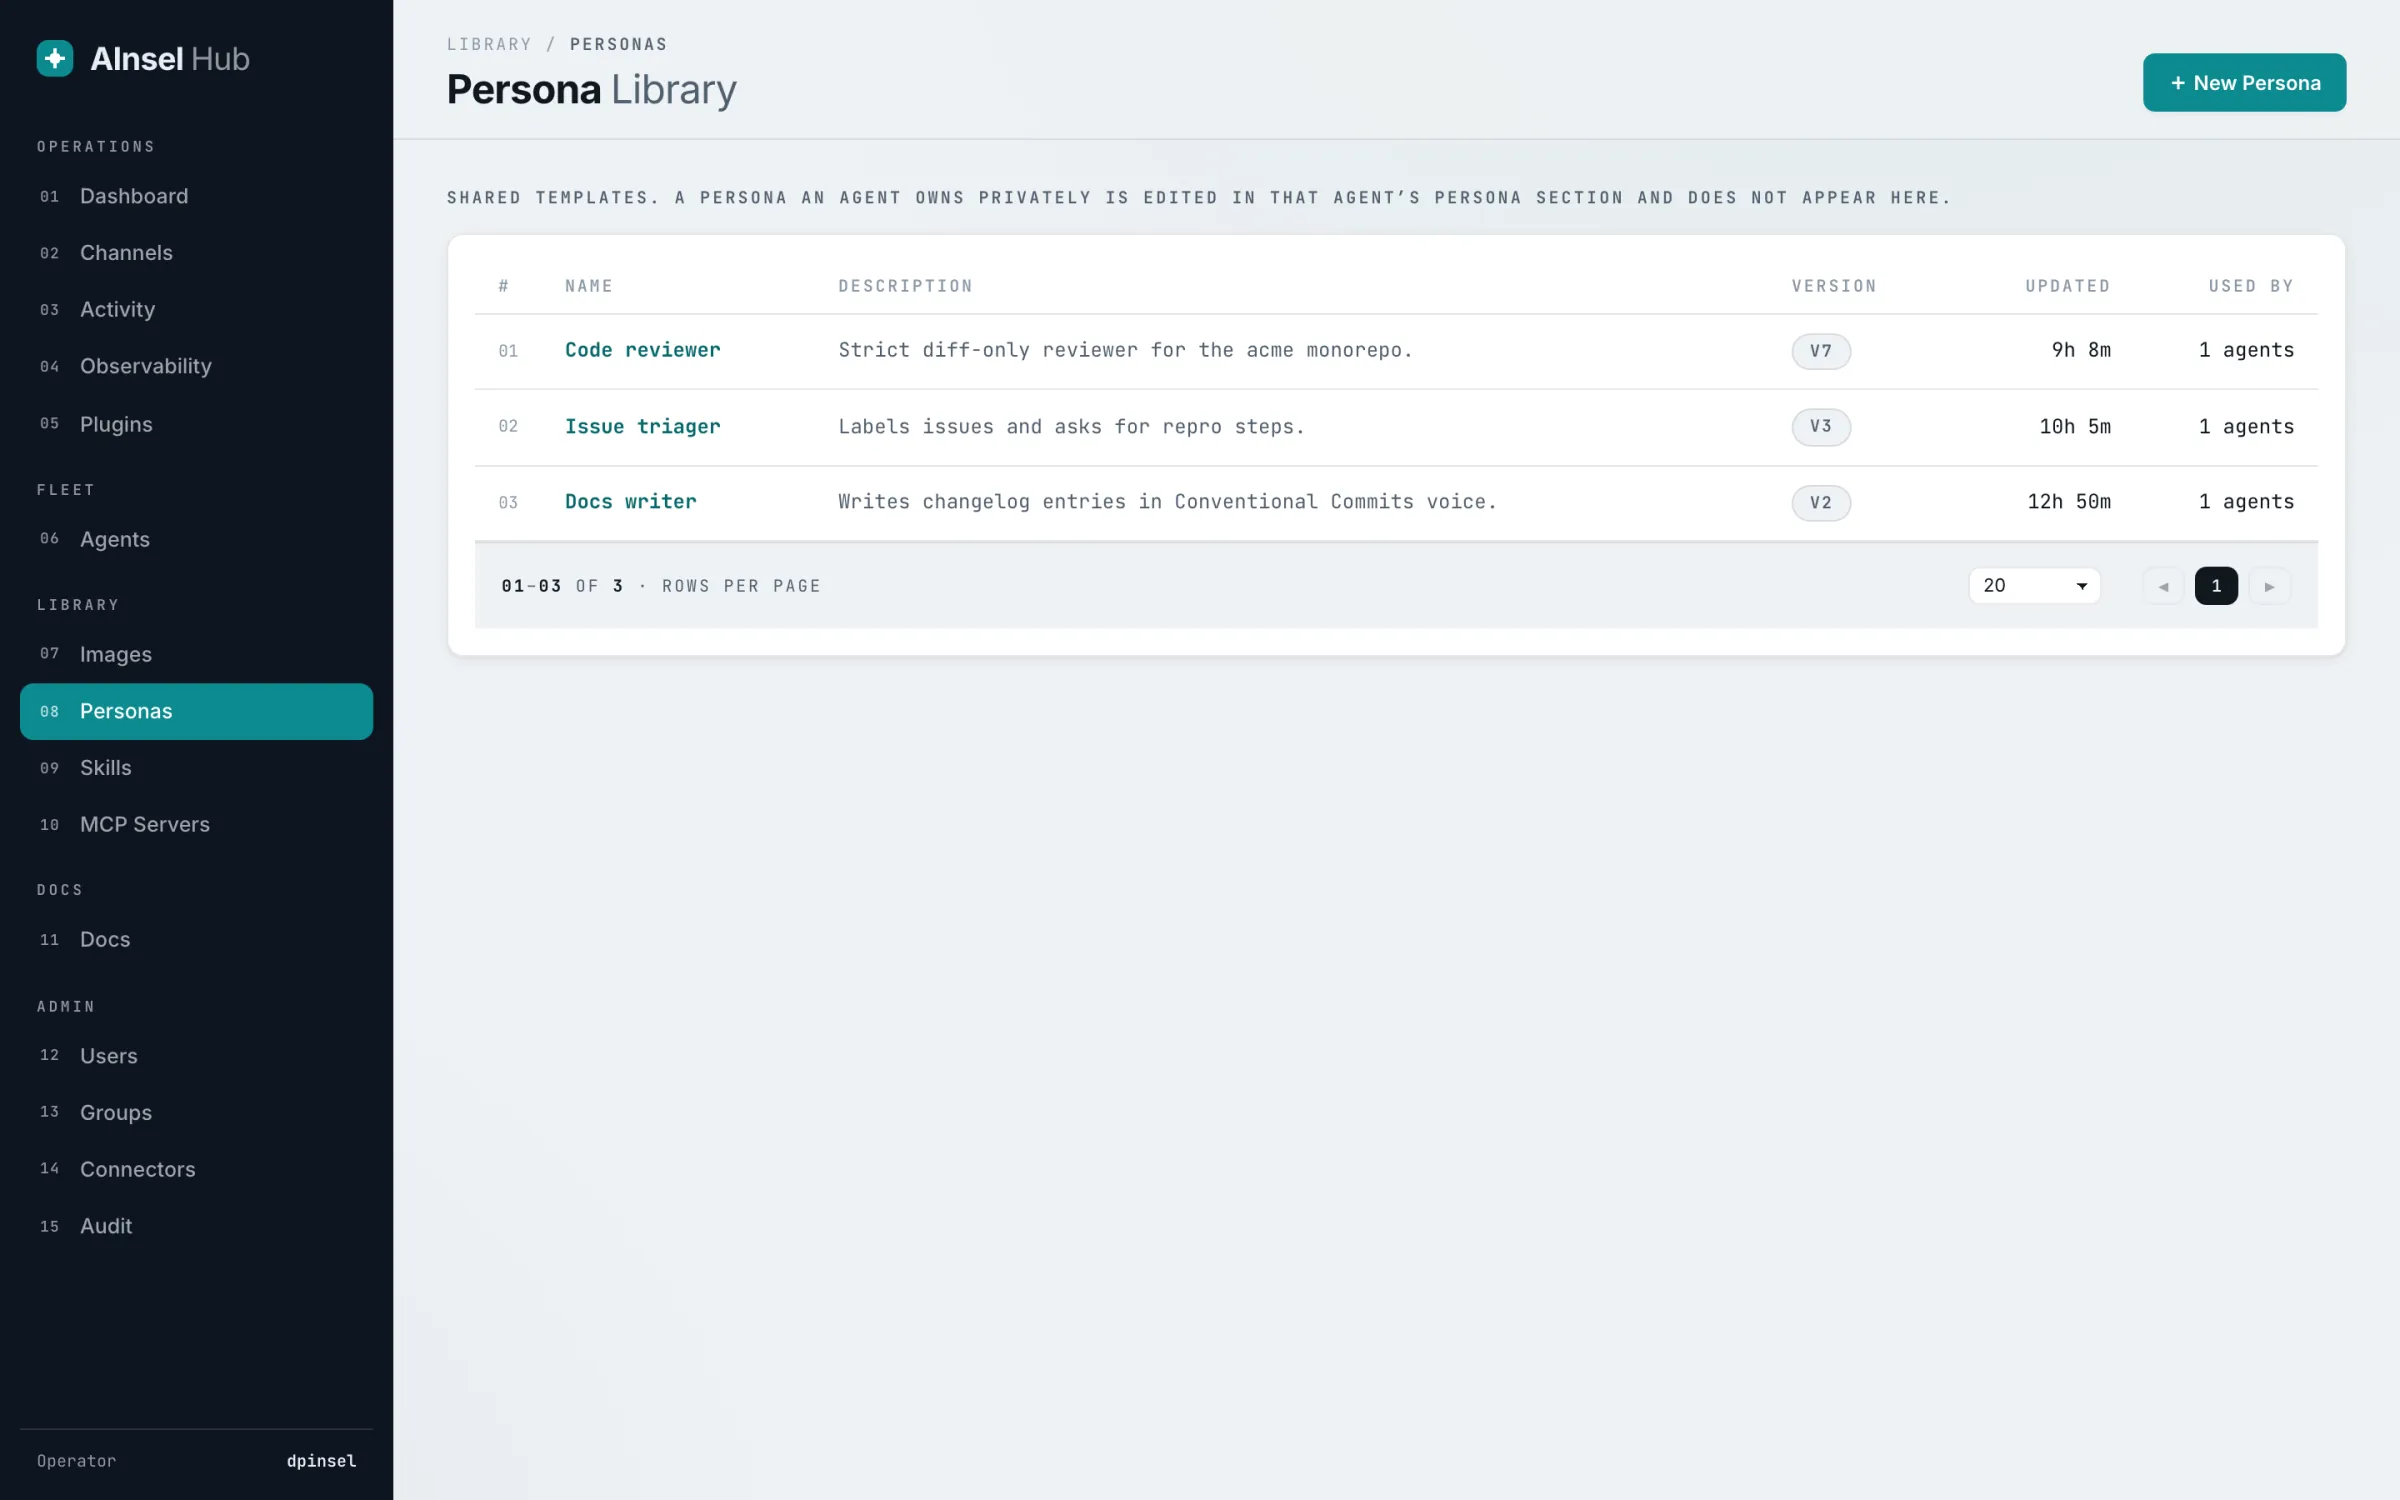 AInsel Hub
OPERATIONS
01 Dashboard
02 Channels
03 Activity
04 Observability
05 Plugins
FLEET
06 Agents
LIBRARY
07 Images
08 Personas
09 Skills
10 MCP Servers
DOCS
11 Docs
ADMIN
12 Users
13 Groups
14 Connectors
15 Audit
Operator dpinsel
LIBRARY / PERSONAS
Persona Library
+ New Persona
SHARED TEMPLATES. A PERSONA AN AGENT OWNS PRIVATELY IS EDITED IN THAT AGENT’S PERSONA SECTION AND DOES NOT APPEAR HERE.
# NAME DESCRIPTION VERSION UPDATED USED BY
01 Code reviewer Strict diff-only reviewer for the acme monorepo. V7 9h 8m 1 agents
02 Issue triager Labels issues and asks for repro steps. V3 10h 5m 1 agents
03 Docs writer Writes changelog entries in Conventional Commits voice. V2 12h 50m 1 agents
01–03 OF 3 · ROWS PER PAGE 20 ◀ 1 ▶